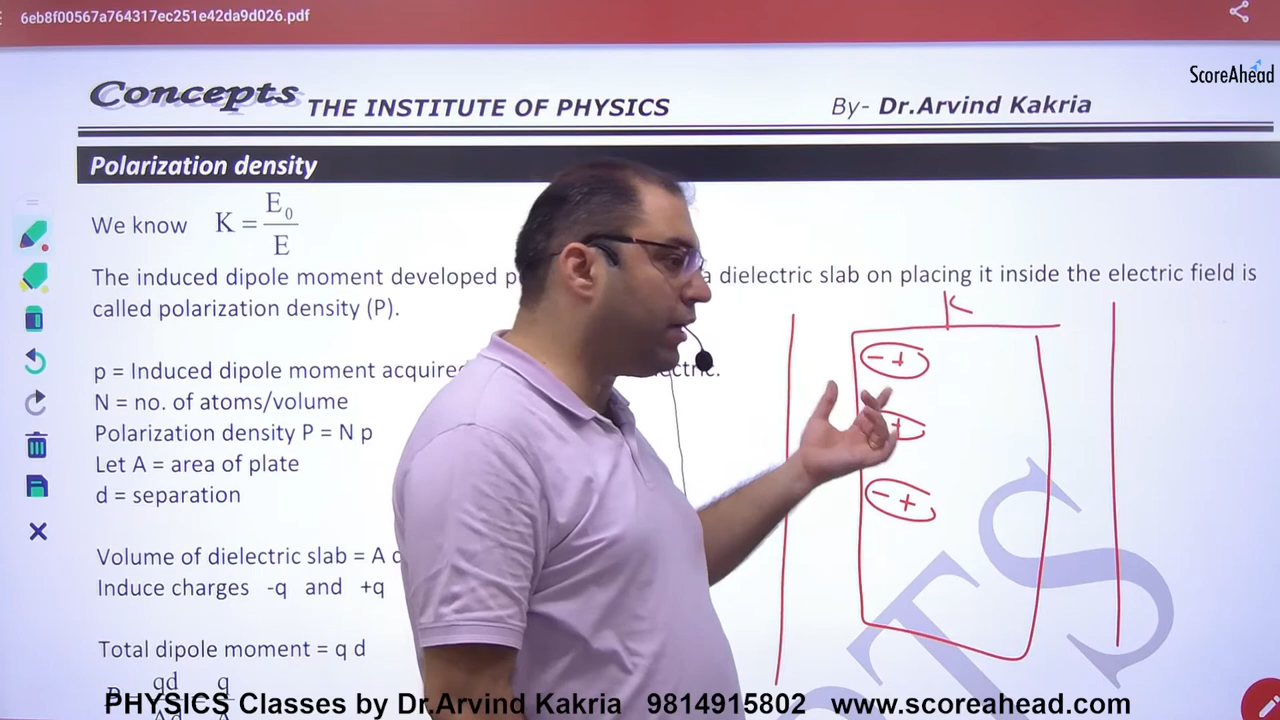 6eb8f00567a764317ec251e42da9d026.pdf
ScoreAhead
Concepts THE INSTITUTE OF PHYSICS By- Dr.Arvind Kakria
Polarization density
We know K = E₀/E
The induced dipole moment developed p a dielectric slab on placing it inside the electric field is
called polarization density (P).
K
- +
+
- +
p = Induced dipole moment acquired ctric.
N = no. of atoms/volume
Polarization density P = N p
Let A = area of plate
d = separation
Volume of dielectric slab = A
Induce charges -q and +q
Total dipole moment = q d
qd q
PHYSICS Classes by Dr.Arvind Kakria 9814915802 www.scoreahead.com